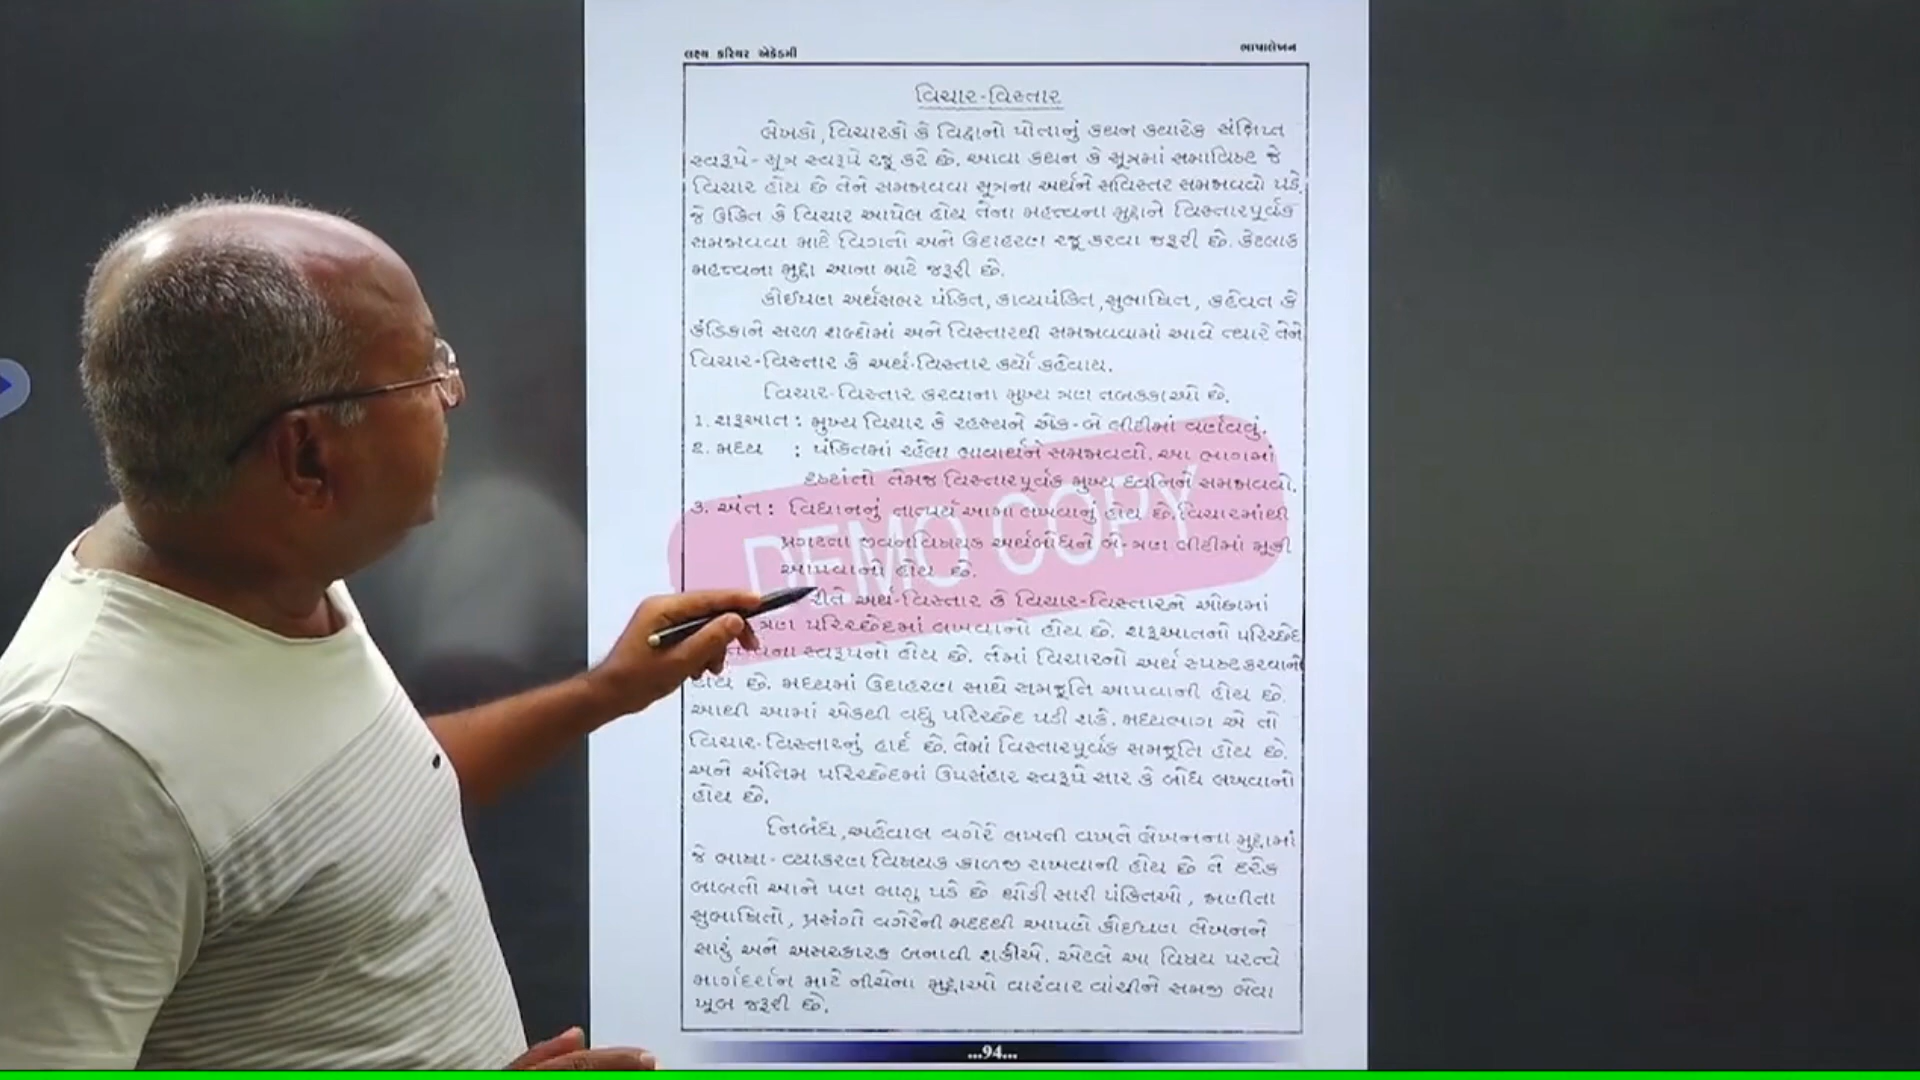 લક્ષ્ય કરિયર એકેડમી
ભાષાલેખન
વિચાર-વિસ્તાર
લેખકો, વિચારકો કે વિદ્વાનો પોતાનું કથન ક્યારેક સંક્ષિપ્ત
સ્વરૂપે- સૂત્ર સ્વરૂપે રજૂ કરે છે. આવા કથન કે સૂત્રમાં સમાવિષ્ટ જે
વિચાર હોય છે તેને સમજાવવા સૂત્રના અર્થને સવિસ્તર સમજાવવો પડે.
જે ઉકિત કે વિચાર આપેલ હોય તેના મહત્ત્વના મુદ્દાને વિસ્તારપૂર્વક
સમજાવવા માટે વિગતો અને ઉદાહરણ રજૂ કરવા જરૂરી છે. કેટલાક
મહત્ત્વના મુદ્દા આના માટે જરૂરી છે.
કોઈપણ અર્થસભર પંકિત, કાવ્યપંકિત, સુભાષિત, કહેવત કે
કંડિકાને સરળ શબ્દોમાં અને વિસ્તારથી સમજાવવામાં આવે ત્યારે તેને
વિચાર-વિસ્તાર કે અર્થ-વિસ્તાર કર્યો કહેવાય.
વિચાર-વિસ્તાર કરવાના મુખ્ય ત્રણ તબક્કાઓ છે.
1. શરૂઆત : મુખ્ય વિચાર કે રહસ્યને એક-બે લીટીમાં વર્ણવવું.
2. મધ્ય : પંકિતમાં રહેલા ભાવાર્થને સમજાવવો. આ ભાગમાં
દૃષ્ટાંતો તેમજ વિસ્તારપૂર્વક મુખ્ય ધ્વનિને સમજાવવો.
૩. અંત : વિધાનનું તાત્પર્ય આમાં લખવાનું હોય છે. વિચારમાંથી
પ્રગટતા જીવનવિષયક અર્થબોધને બે-ત્રણ લીટીમાં મૂકી
આપવાનો હોય છે.
રીતે અર્થ-વિસ્તાર કે વિચાર-વિસ્તારને ઓછામાં
ત્રણ પરિચ્છેદમાં લખવાનો હોય છે. શરૂઆતનો પરિચ્છેદ
સ્વરૂપનો હોય છે. તેમાં વિચારનો અર્થ સ્પષ્ટ કરવાનો
હોય છે. મધ્યમાં ઉદાહરણ સાથે સમજૂતિ આપવાની હોય છે.
આથી આમાં એકથી વધુ પરિચ્છેદ પડી શકે. મધ્યભાગ એ તો
વિચાર-વિસ્તારનું હાર્દ છે. તેમાં વિસ્તારપૂર્વક સમજૂતિ હોય છે.
અને અંતિમ પરિચ્છેદમાં ઉપસંહાર સ્વરૂપે સાર કે બોધ લખવાનો
હોય છે.
નિબંધ, અહેવાલ વગેરે લખતી વખતે લેખનના મુદ્દામાં
જે ભાષા-વ્યાકરણ વિષયક કાળજી રાખવાની હોય છે તે દરેક
બાબતો આને પણ લાગુ પડે છે થોડી સારી પંકિતઓ, જાણીતા
સુભાષિતો, પ્રસંગો વગેરેની મદદથી આપણે કોઈપણ લેખનને
સારું અને અસરકારક બનાવી શકીએ. એટલે આ વિષય પરત્વે
માર્ગદર્શન માટે નીચેના મુદ્દાઓ વારંવાર વાંચીને સમજી લેવા
ખૂબ જરૂરી છે.
DEMO COPY
...94...